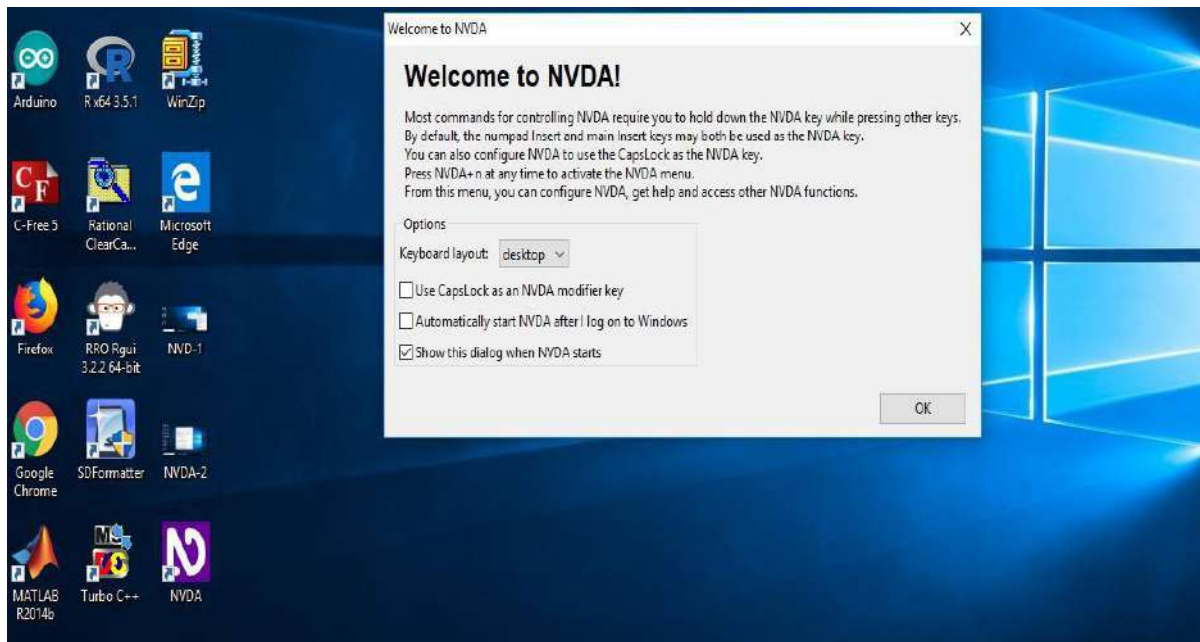 Arduino
R x64 3.5.1
WinZip
C-Free 5
Rational
ClearCa...
Microsoft
Edge
Firefox
RRO Rgui
3.2.2 64-bit
NVD-1
Google
Chrome
SDFormatter
NVDA-2
MATLAB
R2014b
Turbo C++
NVDA
Welcome to NVDA
X
Welcome to NVDA!
Most commands for controlling NVDA require you to hold down the NVDA key while pressing other keys.
By default, the numpad Insert and main Insert keys may both be used as the NVDA key.
You can also configure NVDA to use the CapsLock as the NVDA key.
Press NVDA+n at any time to activate the NVDA menu.
From this menu, you can configure NVDA, get help and access other NVDA functions.
Options
Keyboard layout: desktop
Use CapsLock as an NVDA modifier key
Automatically start NVDA after I log on to Windows
Show this dialog when NVDA starts
OK